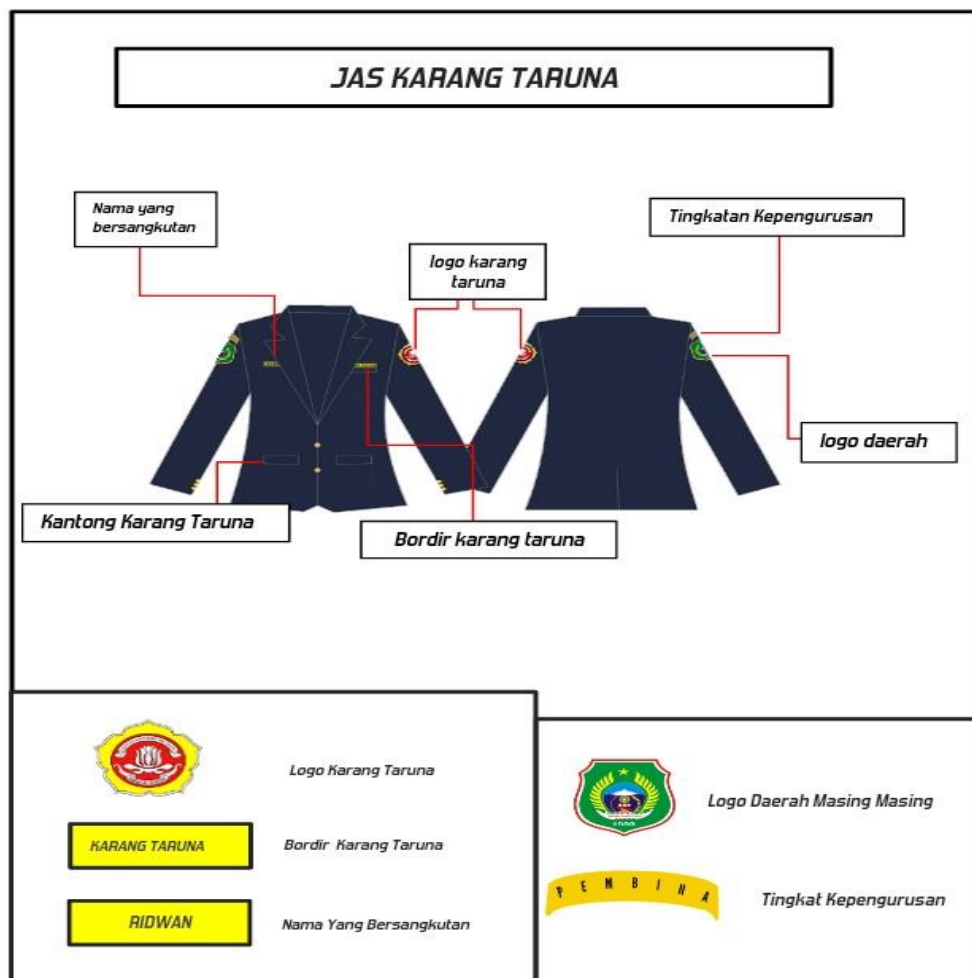 JAS KARANG TARUNA
Nama yang
bersangkutan
logo karang
taruna
Tingkatan Kepengurusan
logo daerah
Kantong Karang Taruna
Bordir karang taruna
Logo Karang Taruna
KARANG TARUNA
Bordir Karang Taruna
RIDWAN
Nama Yang Bersangkutan
Logo Daerah Masing Masing
PEMBINA
Tingkat Kepengurusan